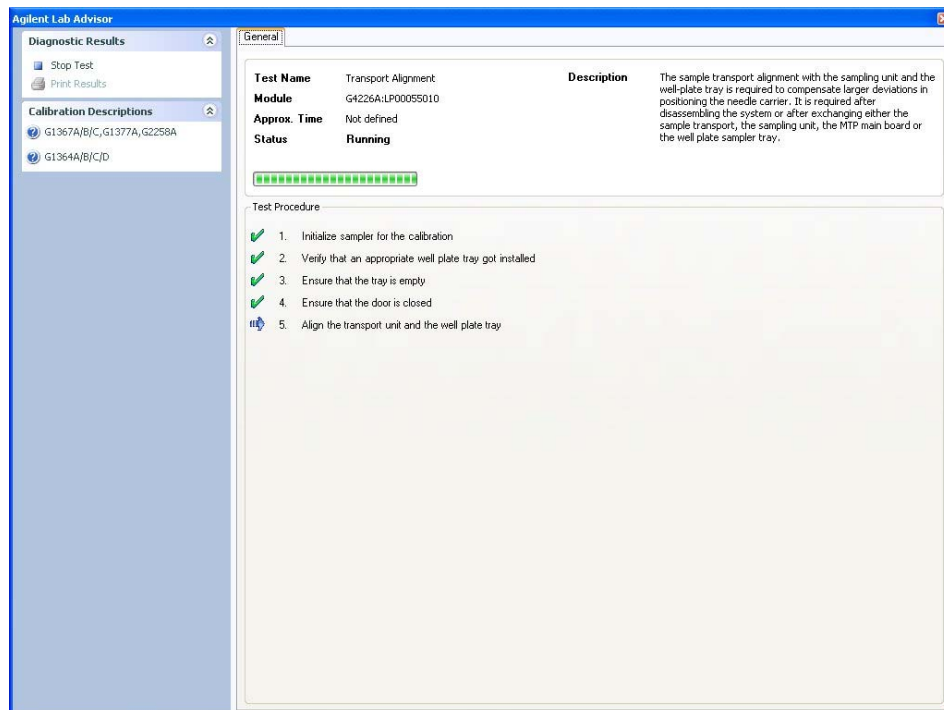 Agilent Lab Advisor
Diagnostic Results
Stop Test
Print Results
Calibration Descriptions
G1367A/B/C,G1377A,G2258A
G1364A/B/C/D
General
Test Name Transport Alignment
Module G4226A:LP00055010
Approx. Time Not defined
Status Running
Description The sample transport alignment with the sampling unit and the
well-plate tray is required to compensate larger deviations in
positioning the needle carrier. It is required after
disassembling the system or after exchanging either the
sample transport, the sampling unit, the MTP main board or
the well plate sampler tray.
Test Procedure
1. Initialize sampler for the calibration
2. Verify that an appropriate well plate tray got installed
3. Ensure that the tray is empty
4. Ensure that the door is closed
5. Align the transport unit and the well plate tray